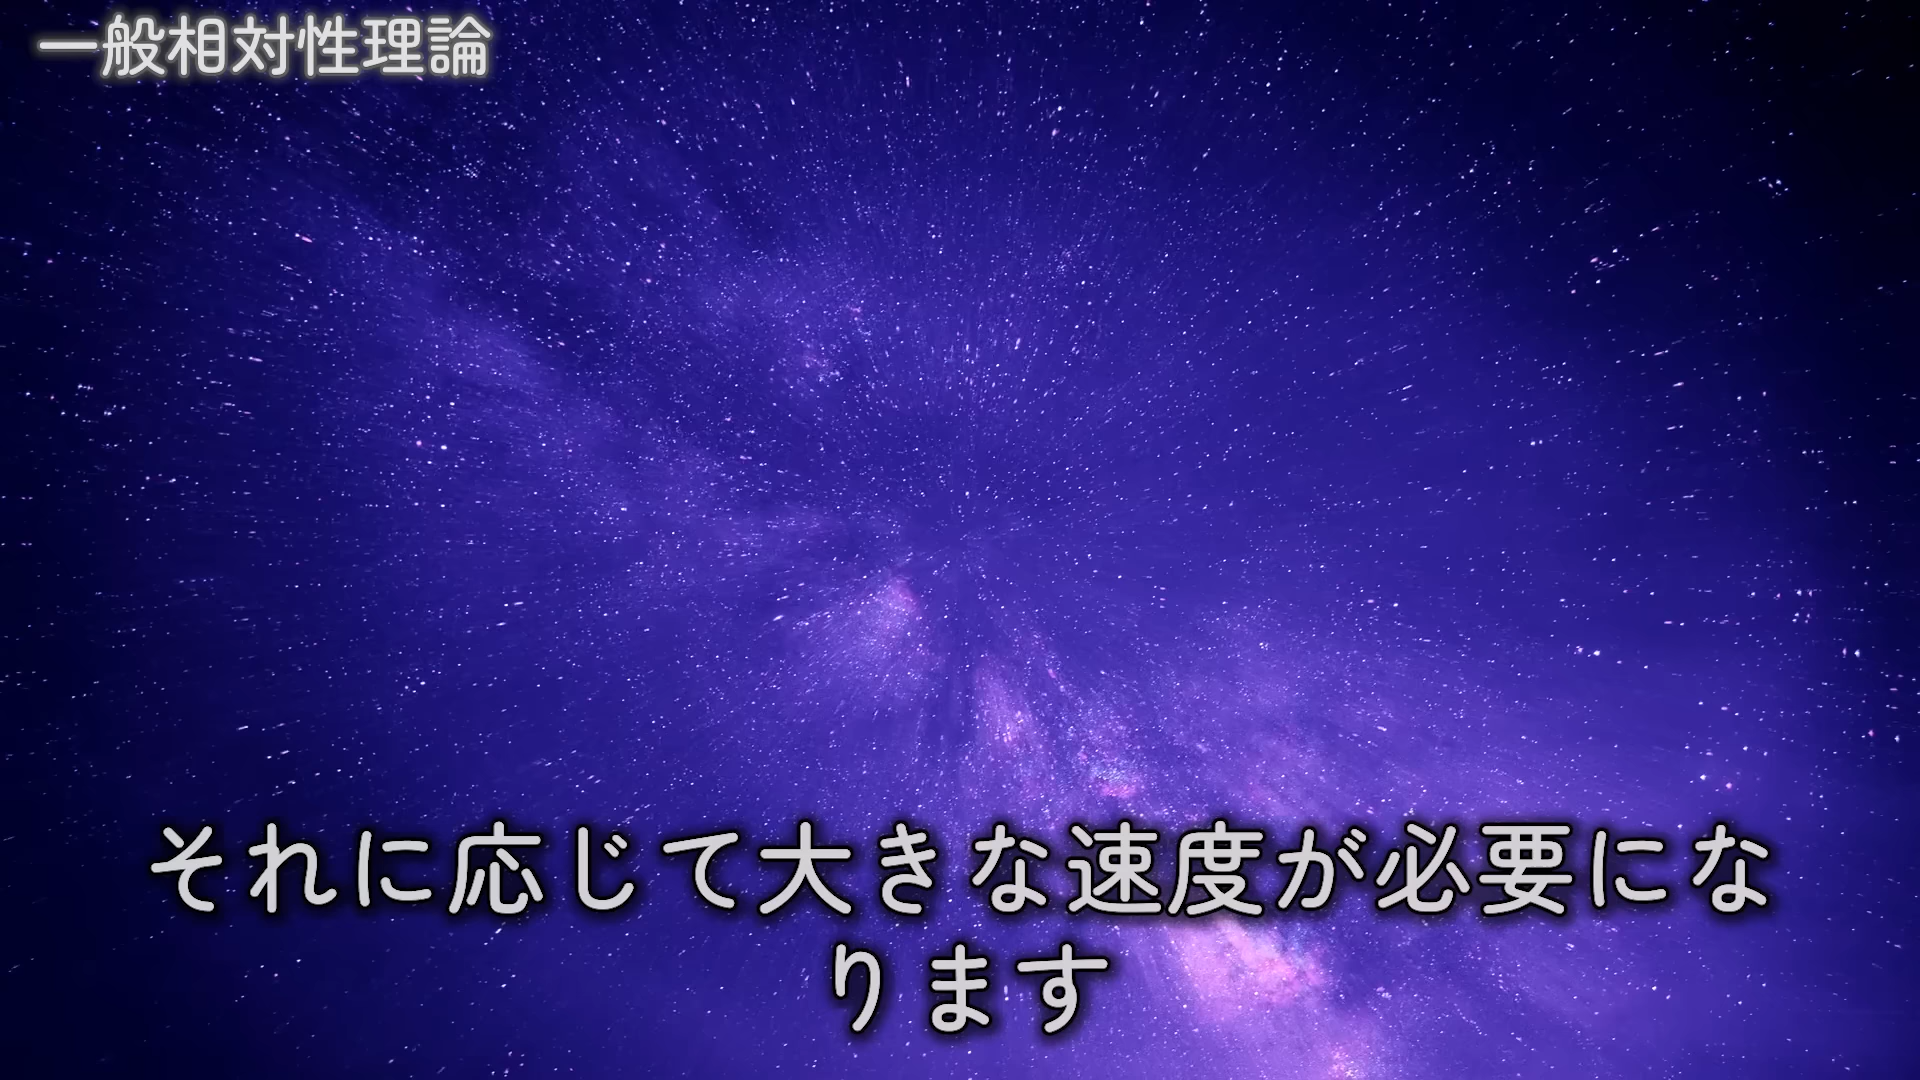 一般相対性理論
それに応じて大きな速度が必要にな
ります